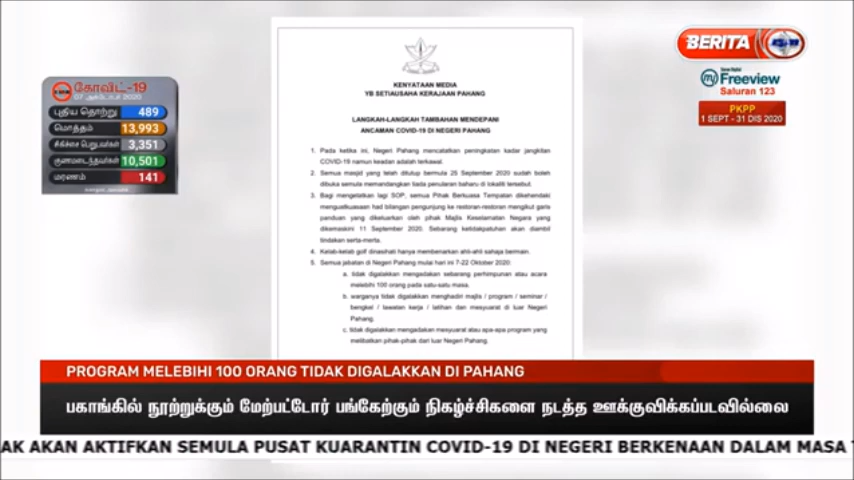 KENYATAAN MEDIA
YB SETIAUSAHA KERAJAAN PAHANG
LANGKAH-LANGKAH TAMBAHAN MENDEPANI
ANCAMAN COVID-19 DI NEGERI PAHANG
1. Pada ketika ini, Negeri Pahang mencatatkan peningkatan kadar jangkitan
COVID-19 namun keadan adalah terkawal.
2. Semua masjid yang telah ditutup bermula 25 September 2020 sudah boleh
dibuka semula memandangkan tiada penularan baharu di lokaliti tersebut.
3. Bagi mengetatkan lagi SOP, semua Pihak Berkuasa Tempatan dikehendaki
menguatkuasaan had bilangan pengunjung ke restoran-restoran mengikut garis
panduan yang dikeluarkan oleh pihak Majlis Keselamatan Negara yang
dikemaskini 11 September 2020. Sebarang ketidakpatuhan akan diambil
tindakan serta-merta.
4. Kelab-kelab golf dinasihati hanya membenarkan ahli-ahli sahaja bermain.
5. Semua jabatan di Negeri Pahang mulai hari ini 7-22 Oktober 2020:
a. tidak digalakkan mengadakan sebarang perhimpunan atau acara
melebihi 100 orang pada satu-satu masa.
b. warganya tidak digalakkan menghadiri majlis / program / seminar /
bengkel / lawatan kerja / latihan dan mesyuarat di luar Negeri
Pahang.
c. tidak digalakkan mengadakan mesyuarat atau apa-apa program yang
melibatkan pihak-pihak dari luar Negeri Pahang.
கோவிட்-19
07 அக்டோபர் 2020
புதிய தொற்று 489
மொத்தம் 13,993
சிகிச்சை பெறுபவர்கள் 3,351
குணமடைந்தவர்கள் 10,501
மரணம் 141
BERITA
Freeview
Saluran 123
PKPP
1 SEPT - 31 DIS 2020
PROGRAM MELEBIHI 100 ORANG TIDAK DIGALAKKAN DI PAHANG
பகாங்கில் நூற்றுக்கும் மேற்பட்டோர் பங்கேற்கும் நிகழ்ச்சிகளை நடத்த ஊக்குவிக்கப்படவில்லை
AK AKAN AKTIFKAN SEMULA PUSAT KUARANTIN COVID-19 DI NEGERI BERKENAAN DALAM MASA